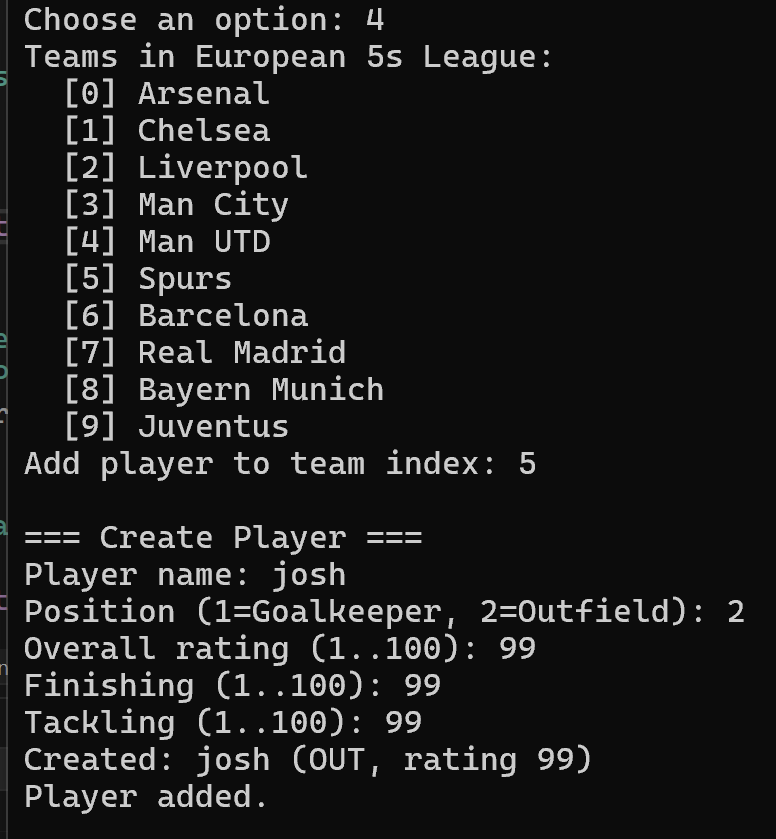 Choose an option: 4
Teams in European 5s League:
  [0] Arsenal
  [1] Chelsea
  [2] Liverpool
  [3] Man City
  [4] Man UTD
  [5] Spurs
  [6] Barcelona
  [7] Real Madrid
  [8] Bayern Munich
  [9] Juventus
Add player to team index: 5

=== Create Player ===
Player name: josh
Position (1=Goalkeeper, 2=Outfield): 2
Overall rating (1..100): 99
Finishing (1..100): 99
Tackling (1..100): 99
Created: josh (OUT, rating 99)
Player added.